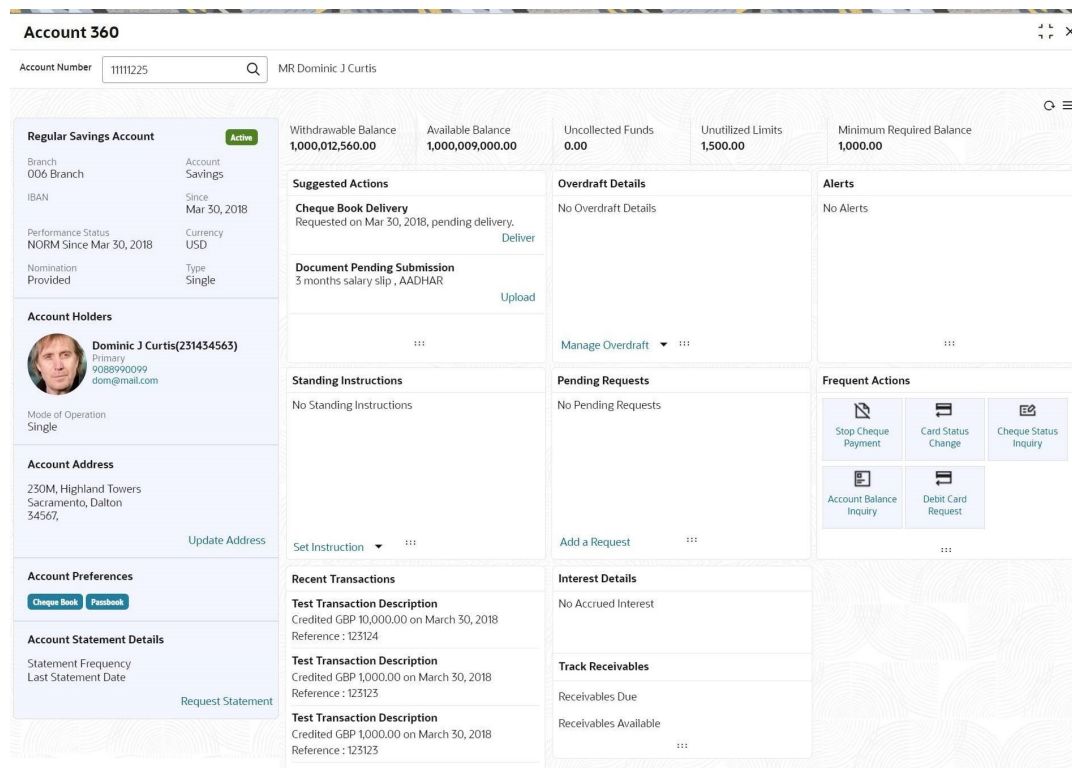 Account 360
Account Number
11111225
MR Dominic J Curtis
Regular Savings Account
Active
Branch
Account
006 Branch
Savings
IBAN
Since
Mar 30, 2018
Performance Status
Currency
NORM Since Mar 30, 2018
USD
Nomination
Type
Provided
Single
Account Holders
Dominic J Curtis(231434563)
Primary
9088990099
dom@mail.com
Mode of Operation
Single
Account Address
230M, Highland Towers
Sacramento, Dalton
34567,
Update Address
Account Preferences
Cheque Book
Passbook
Account Statement Details
Statement Frequency
Last Statement Date
Request Statement
Withdrawable Balance
1,000,012,560.00
Available Balance
1,000,009,000.00
Uncollected Funds
0.00
Unutilized Limits
1,500.00
Minimum Required Balance
1,000.00
Suggested Actions
Cheque Book Delivery
Requested on Mar 30, 2018, pending delivery.
Deliver
Document Pending Submission
3 months salary slip , AADHAR
Upload
Overdraft Details
No Overdraft Details
Manage Overdraft
Alerts
No Alerts
Standing Instructions
No Standing Instructions
Set Instruction
Pending Requests
No Pending Requests
Add a Request
Frequent Actions
Stop Cheque
Payment
Card Status
Change
Cheque Status
Inquiry
Account Balance
Inquiry
Debit Card
Request
Recent Transactions
Test Transaction Description
Credited GBP 10,000.00 on March 30, 2018
Reference : 123124
Test Transaction Description
Credited GBP 1,000.00 on March 30, 2018
Reference : 123123
Test Transaction Description
Credited GBP 1,000.00 on March 30, 2018
Reference : 123123
Interest Details
No Accrued Interest
Track Receivables
Receivables Due
Receivables Available